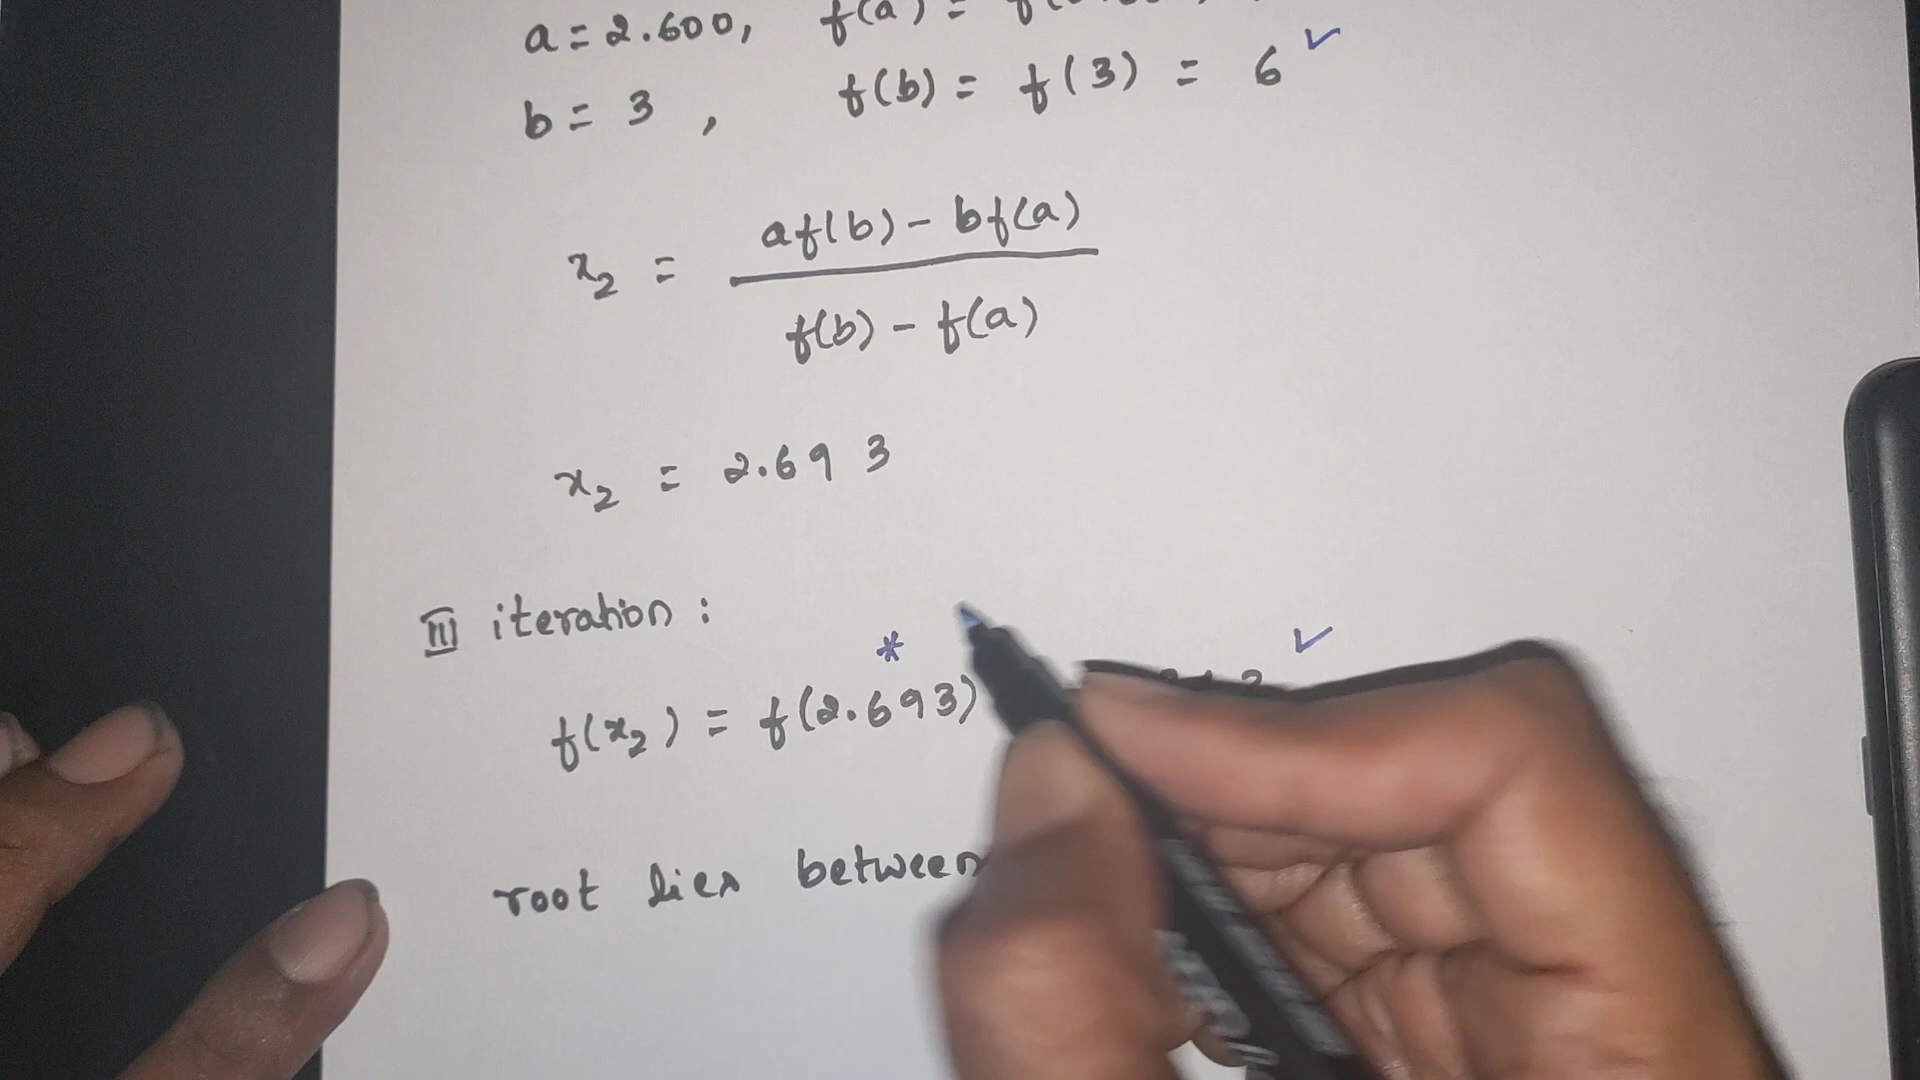 a = 2.600, f(a) =
b = 3 , f(b) = f(3) = 6 ✓
x₂ = af(b) - bf(a)
f(b) - f(a)
x₂ = 2.693
III iteration :
* ✓
f(x₂) = f(2.693)
root lies between